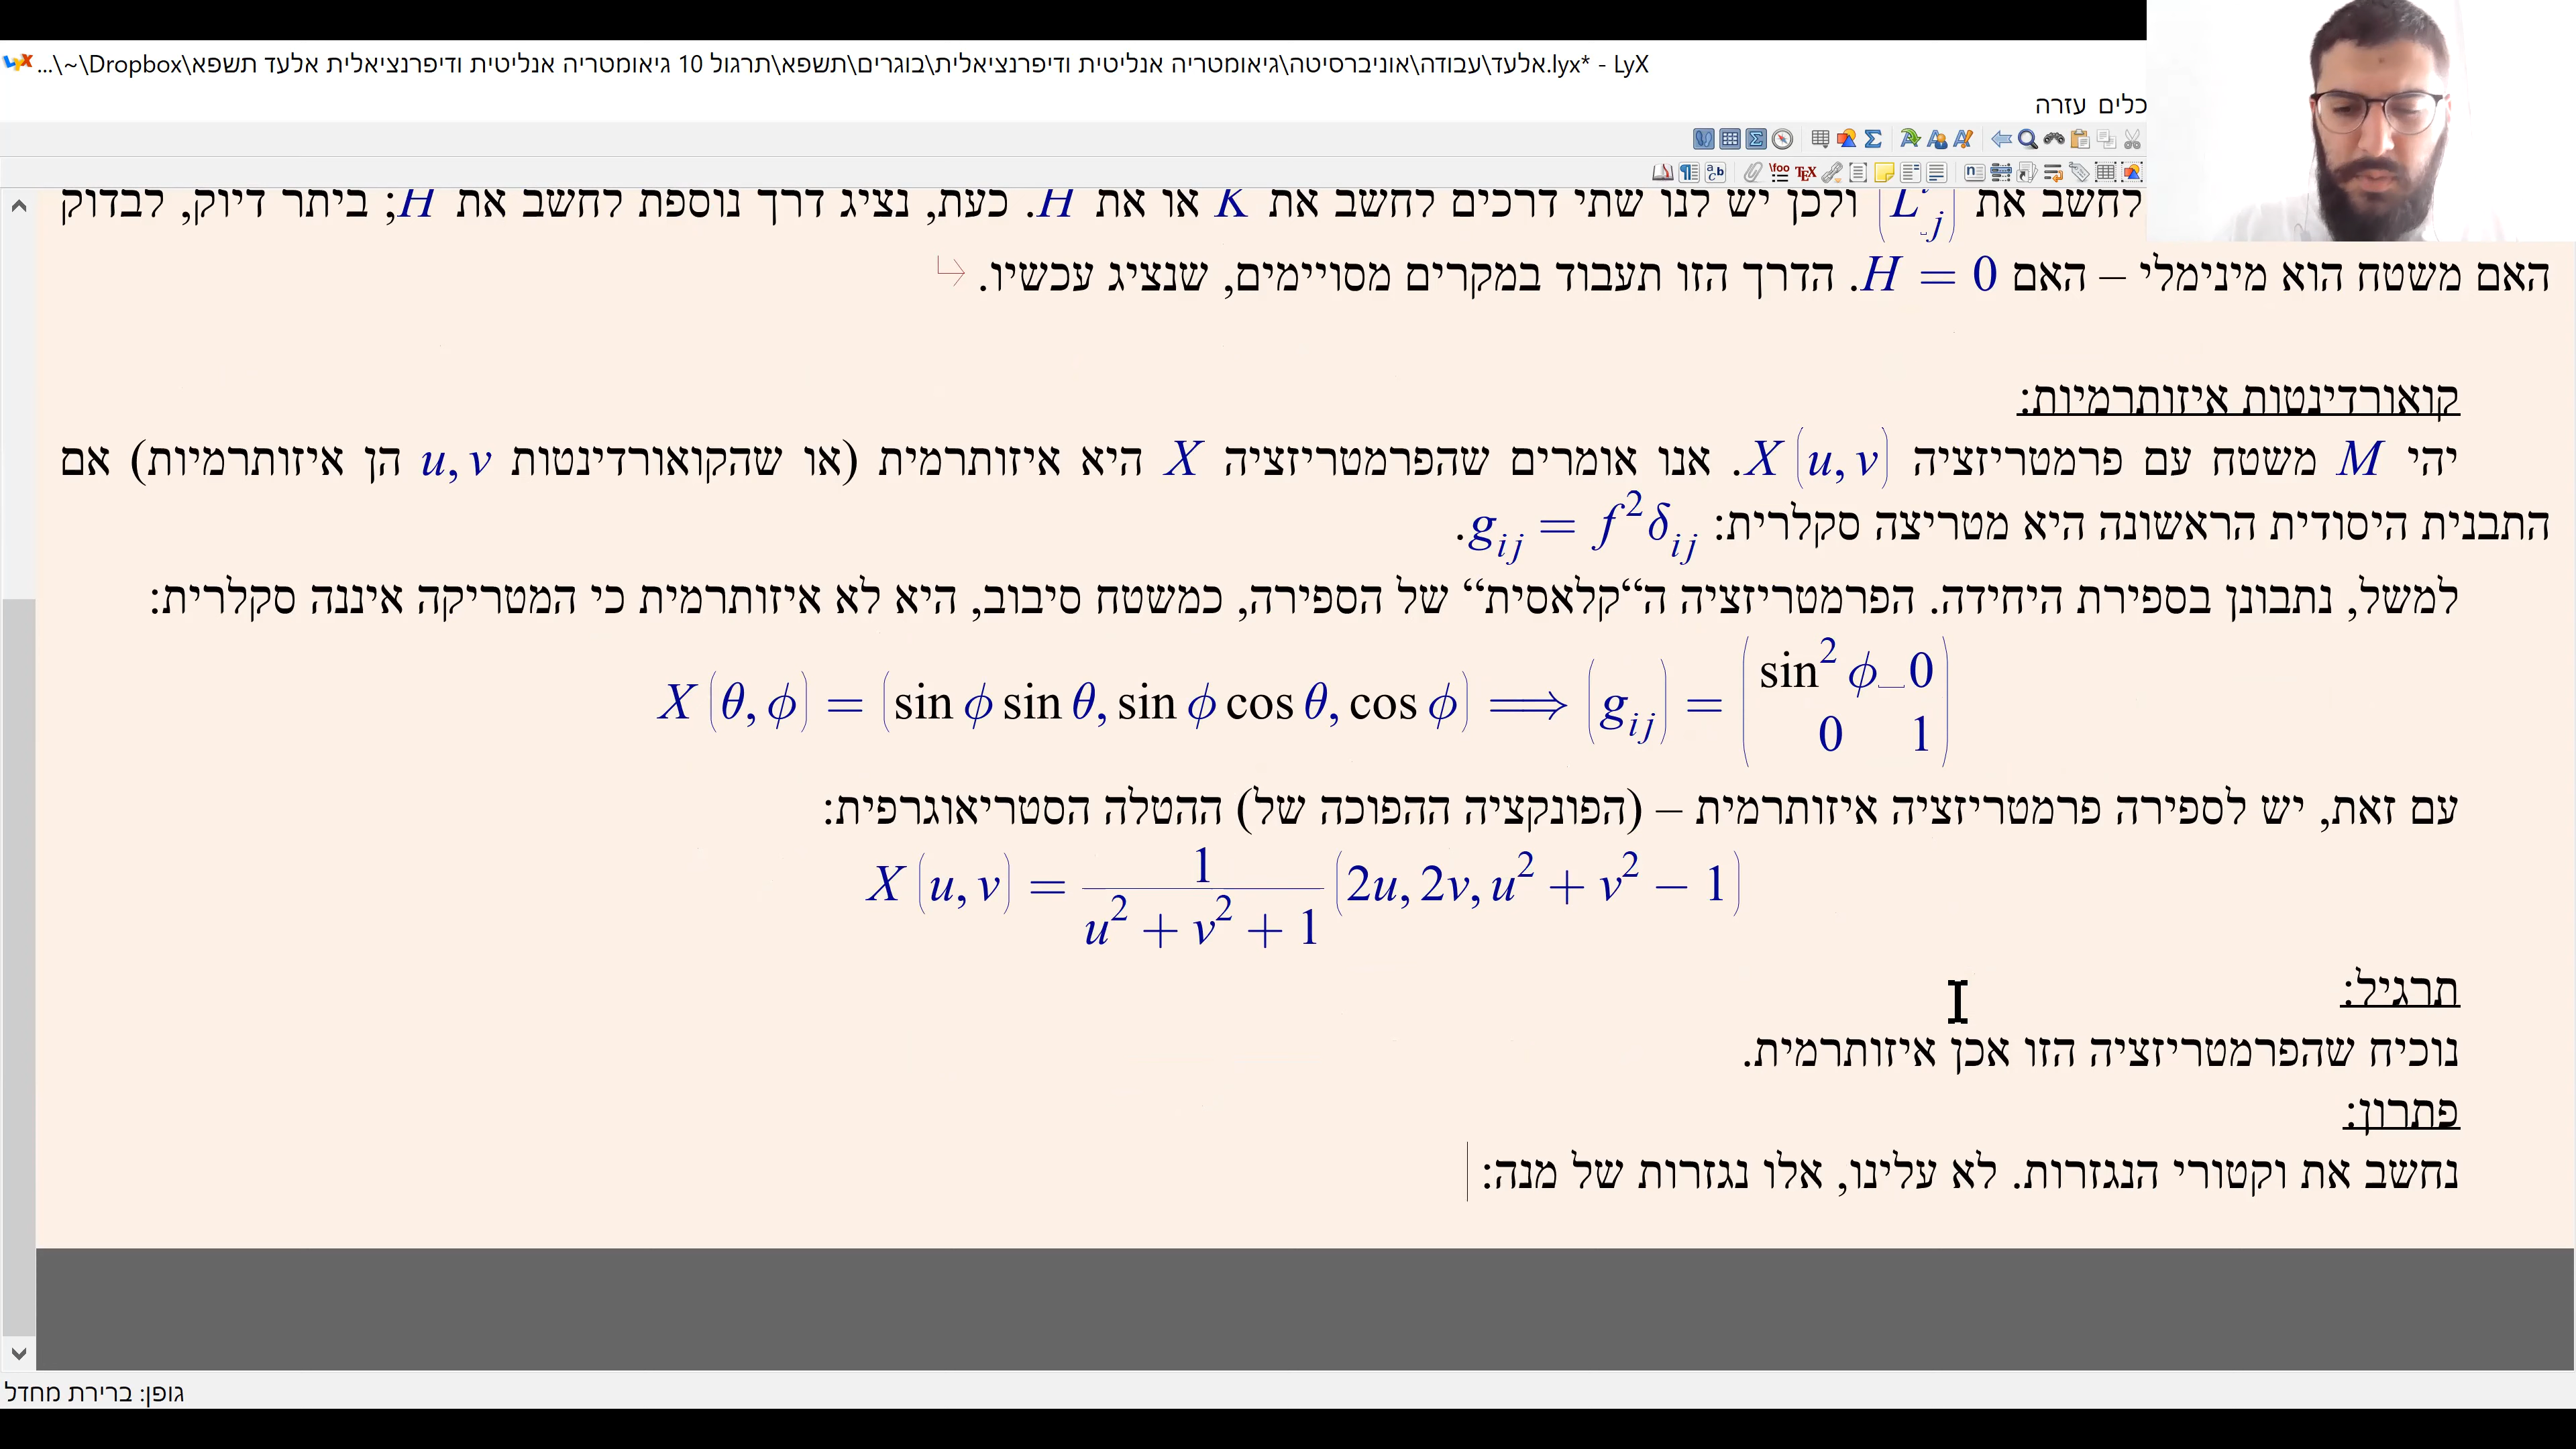 ...\~\Dropbox\אלעד\עבודה\אוניברסיטה\גיאומטריה אנליטית ודיפרנציאלית\בוגרים\תשפא\תרגול 10 גיאומטריה אנליטית ודיפרנציאלית אלעד תשפא.lyx* - LyX
כלים עזרה
לחשב את (L^i_j) ולכן יש לנו שתי דרכים לחשב את K או את H. כעת, נציג דרך נוספת לחשב את H; ביתר דיוק, לבדוק
האם משטח הוא מינימלי – האם H = 0. הדרך הזו תעבוד במקרים מסויימים, שנציג עכשיו.
קואורדינטות איזותרמיות:
יהי M משטח עם פרמטריזציה X(u, v). אנו אומרים שהפרמטריזציה X היא איזותרמית (או שהקואורדינטות u, v הן איזותרמיות) אם
התבנית היסודית הראשונה היא מטריצה סקלרית: g_{ij} = f^2 δ_{ij}.
למשל, נתבונן בספירת היחידה. הפרמטריזציה ה“קלאסית“ של הספירה, כמשטח סיבוב, היא לא איזותרמית כי המטריקה איננה סקלרית:
X(θ, ϕ) = (sin ϕ sin θ, sin ϕ cos θ, cos ϕ) ⟹ (g_{ij}) = (sin^2 ϕ 0
0 1)
עם זאת, יש לספירה פרמטריזציה איזותרמית – (הפונקציה ההפוכה של) ההטלה הסטריאוגרפית:
X(u, v) = 1/(u^2 + v^2 + 1) (2u, 2v, u^2 + v^2 − 1)
תרגיל:
נוכיח שהפרמטריזציה הזו אכן איזותרמית.
פתרון:
נחשב את וקטורי הנגזרות. לא עלינו, אלו נגזרות של מנה:
גופן: ברירת מחדל